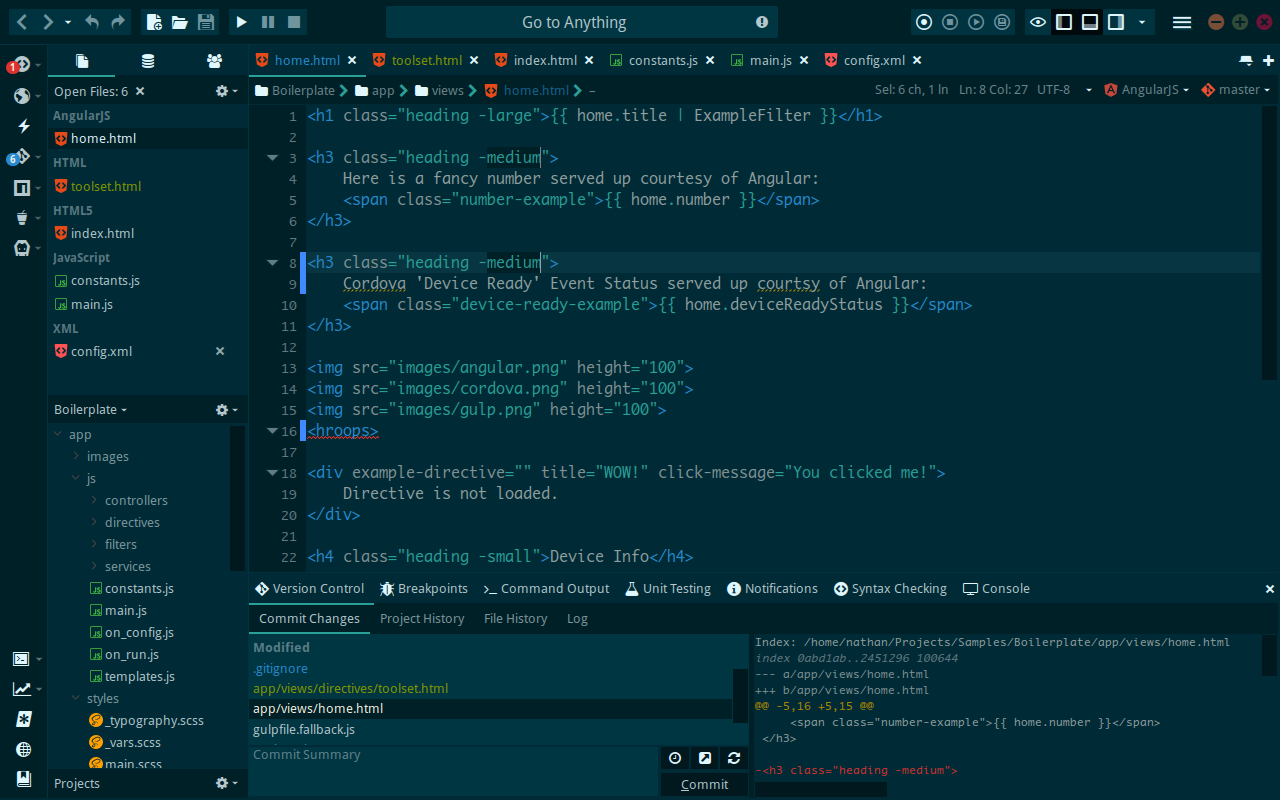 Go to Anything
1
6
Open Files: 6
AngularJS
home.html
HTML
toolset.html
HTML5
index.html
JavaScript
constants.js
main.js
XML
config.xml
Boilerplate
app
images
js
controllers
directives
filters
services
constants.js
main.js
on_config.js
on_run.js
templates.js
styles
_typography.scss
_vars.scss
main.scss
Projects
home.html toolset.html index.html constants.js main.js config.xml
Boilerplate app views home.html – Sel: 6 ch, 1 ln Ln: 8 Col: 27 UTF-8 AngularJS master
1 <h1 class="heading -large">{{ home.title | ExampleFilter }}</h1>
2
3 <h3 class="heading -medium">
4 Here is a fancy number served up courtesy of Angular:
5 <span class="number-example">{{ home.number }}</span>
6 </h3>
7
8 <h3 class="heading -medium">
9 Cordova 'Device Ready' Event Status served up courtsy of Angular:
10 <span class="device-ready-example">{{ home.deviceReadyStatus }}</span>
11 </h3>
12
13 <img src="images/angular.png" height="100">
14 <img src="images/cordova.png" height="100">
15 <img src="images/gulp.png" height="100">
16 <hroops>
17
18 <div example-directive="" title="WOW!" click-message="You clicked me!">
19 Directive is not loaded.
20 </div>
21
22 <h4 class="heading -small">Device Info</h4>
Version Control Breakpoints Command Output Unit Testing Notifications Syntax Checking Console
Commit Changes Project History File History Log
Modified
.gitignore
app/views/directives/toolset.html
app/views/home.html
gulpfile.fallback.js
Commit Summary
Commit
Index: /home/nathan/Projects/Samples/Boilerplate/app/views/home.html
index 0abd1ab..2451296 100644
--- a/app/views/home.html
+++ b/app/views/home.html
@@ -5,16 +5,15 @@
<span class="number-example">{{ home.number }}</span>
</h3>
-<h3 class="heading -medium">